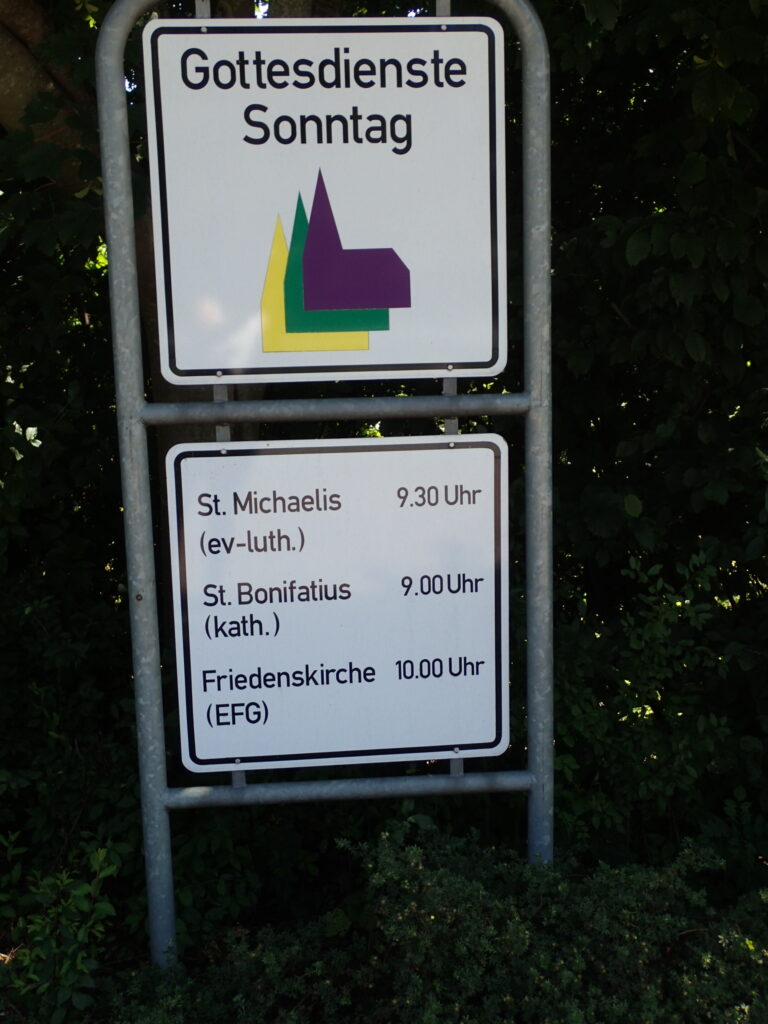 Gottesdienste
Sonntag
St. Michaelis 9.30 Uhr
(ev-luth.)
St. Bonifatius 9.00 Uhr
(kath.)
Friedenskirche 10.00 Uhr
(EFG)